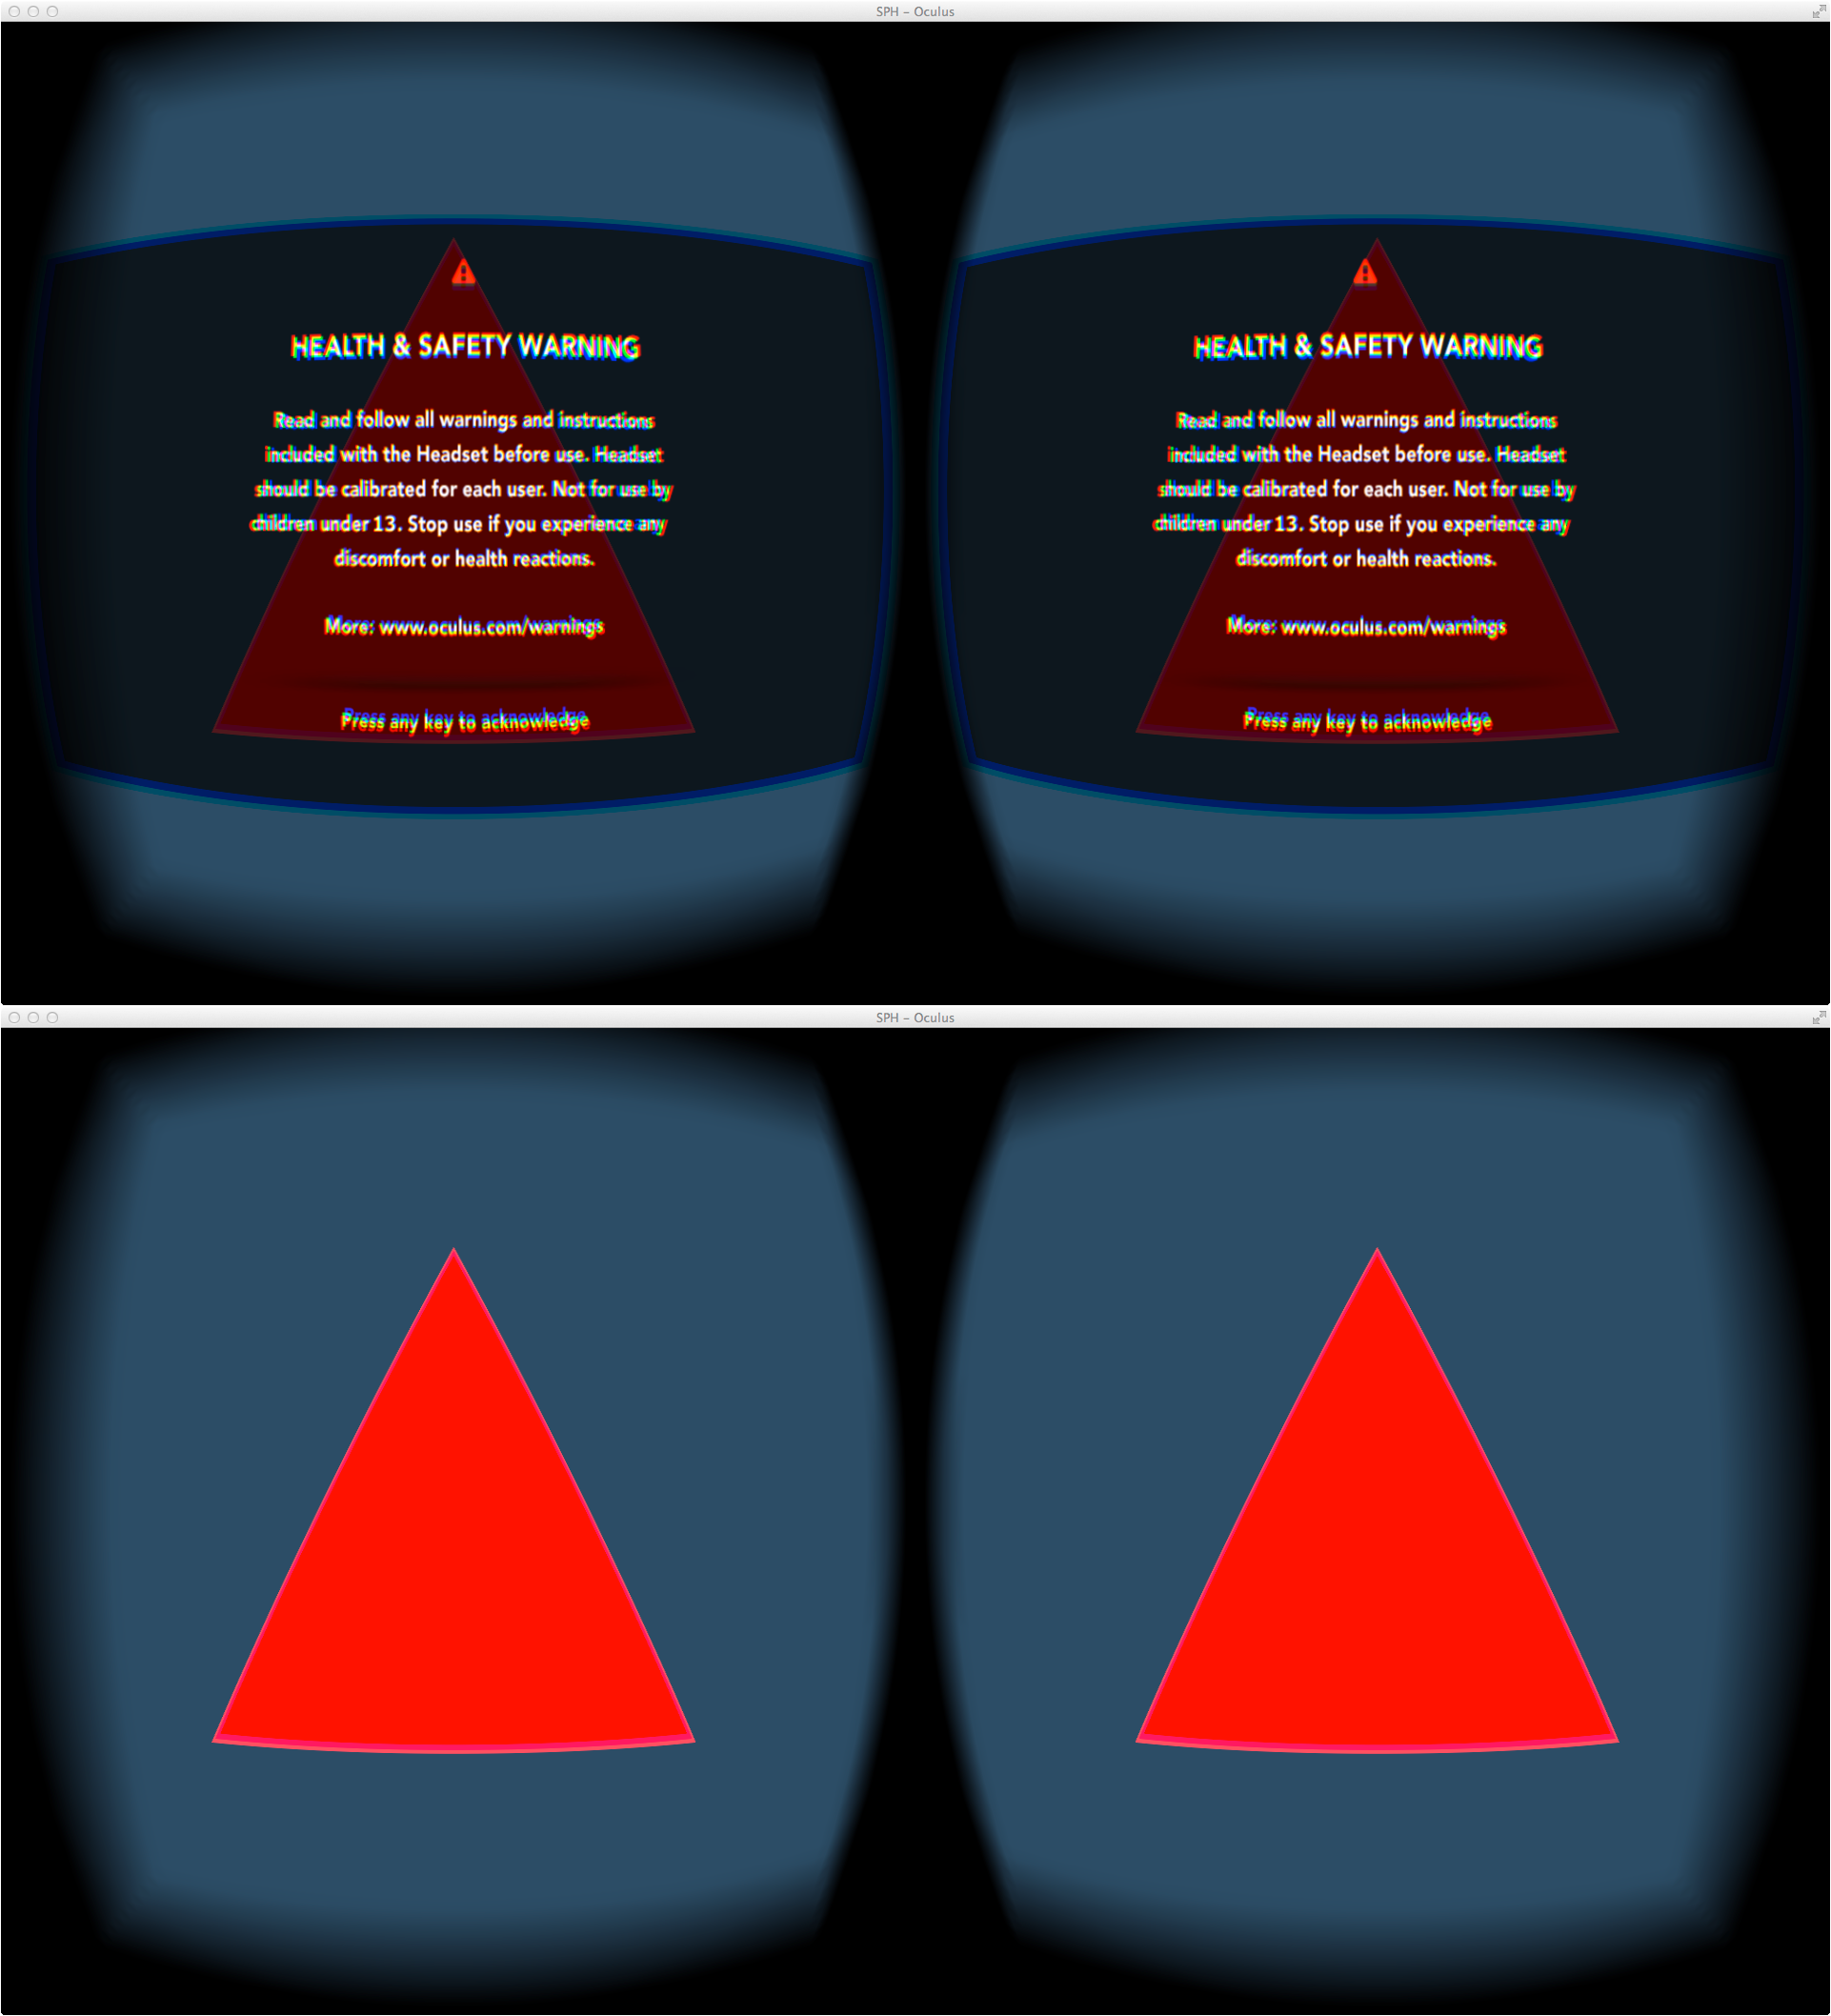 SPH – Oculus
HEALTH & SAFETY WARNING
Read and follow all warnings and instructions
included with the Headset before use. Headset
should be calibrated for each user. Not for use by
children under 13. Stop use if you experience any
discomfort or health reactions.
More: www.oculus.com/warnings
Press any key to acknowledge
HEALTH & SAFETY WARNING
Read and follow all warnings and instructions
included with the Headset before use. Headset
should be calibrated for each user. Not for use by
children under 13. Stop use if you experience any
discomfort or health reactions.
More: www.oculus.com/warnings
Press any key to acknowledge
SPH – Oculus